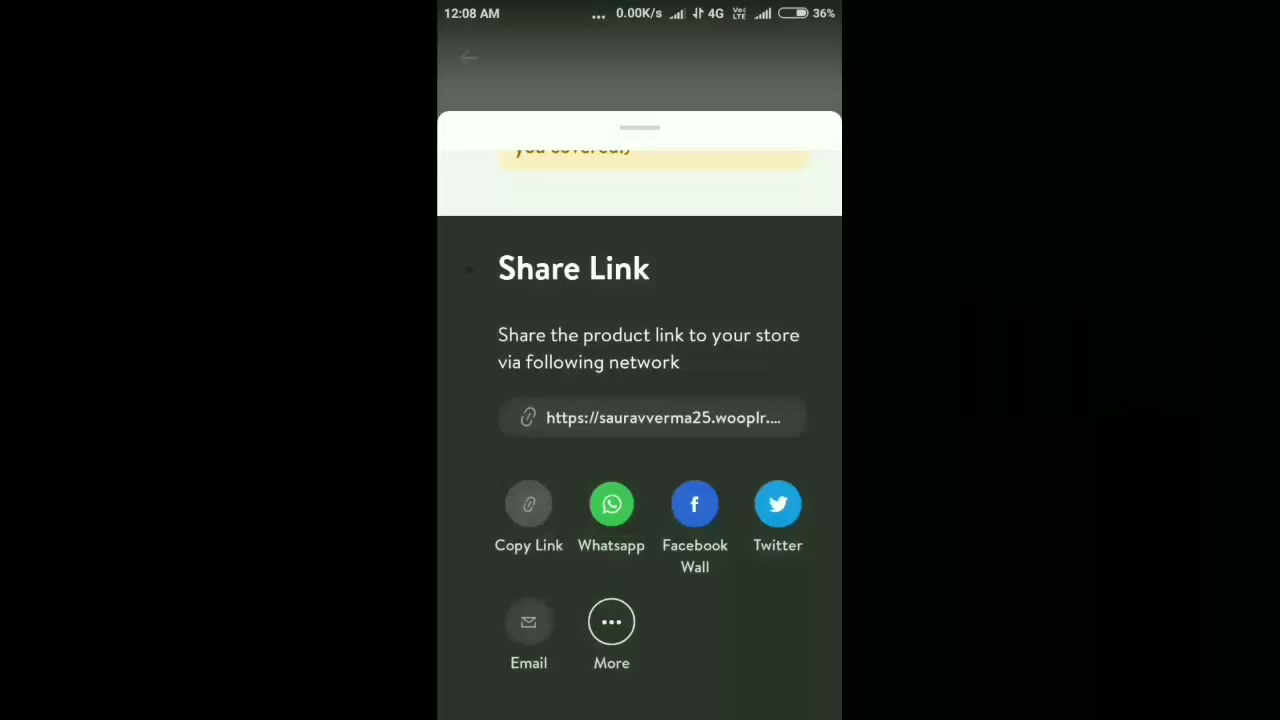 12:08 AM ... 0.00K/s 4G VoLTE 36%
you covered!)
Share Link
Share the product link to your store
via following network
https://sauravverma25.wooplr....
Copy Link Whatsapp Facebook Wall Twitter
Email More